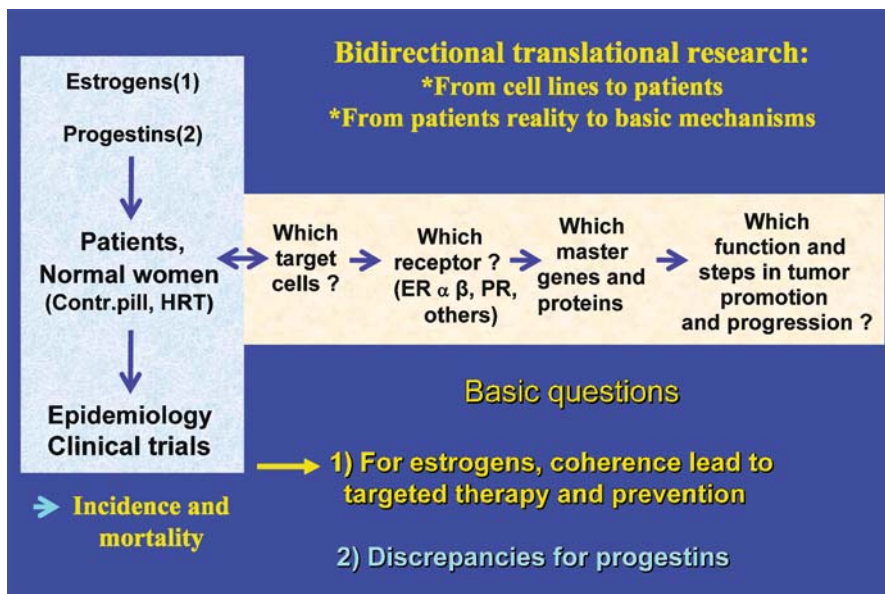 Estrogens(1)
Progestins(2)
Patients,
Normal women
(Contr.pill, HRT)
Epidemiology
Clinical trials
Incidence and
mortality
Bidirectional translational research:
*From cell lines to patients
*From patients reality to basic mechanisms
Which
target
cells ?
Which
receptor ?
(ER α β, PR,
others)
Which
master
genes and
proteins
Which
function and
steps in tumor
promotion
and progression ?
Basic questions
1) For estrogens, coherence lead to
targeted therapy and prevention
2) Discrepancies for progestins